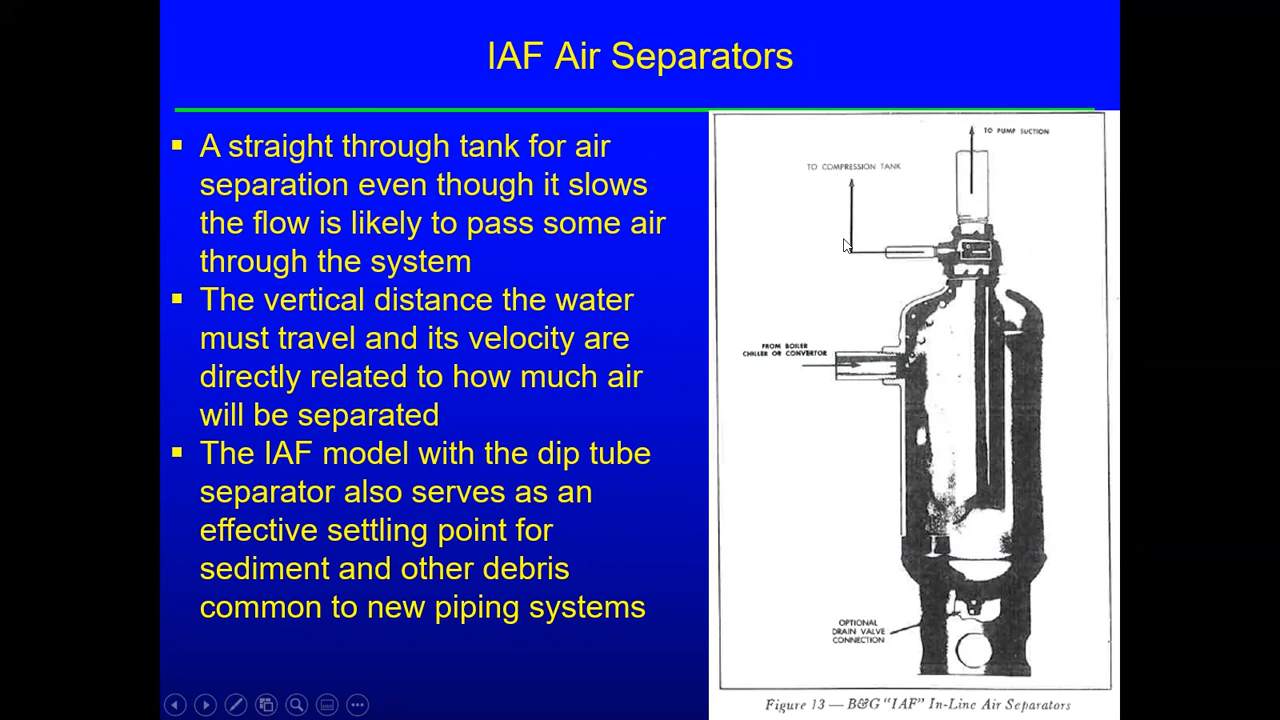 IAF Air Separators
A straight through tank for air
separation even though it slows
the flow is likely to pass some air
through the system
The vertical distance the water
must travel and its velocity are
directly related to how much air
will be separated
The IAF model with the dip tube
separator also serves as an
effective settling point for
sediment and other debris
common to new piping systems
TO PUMP SUCTION
TO COMPRESSION TANK
FROM BOILER
CHILLER OR CONVERTOR
OPTIONAL
DRAIN VALVE
CONNECTION
Figure 13 — B&G "IAF" In-Line Air Separators